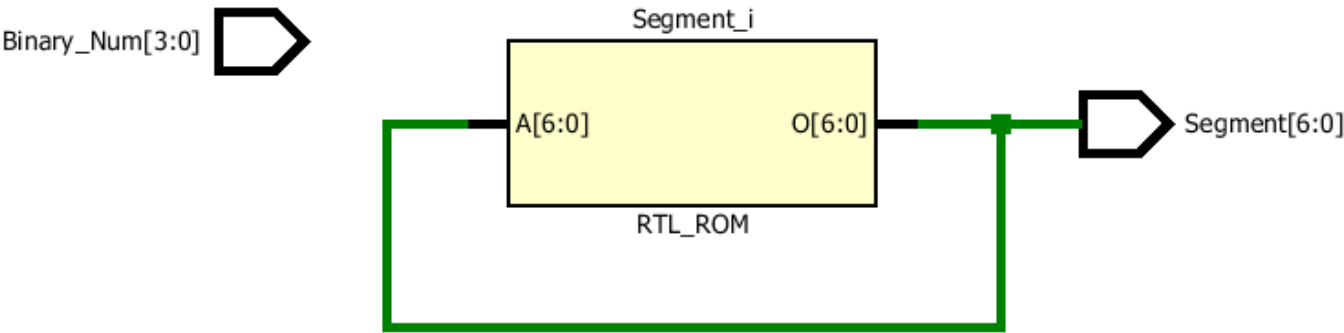 Segment_i
Binary_Num[3:0]
A[6:0]
O[6:0]
Segment[6:0]
RTL_ROM